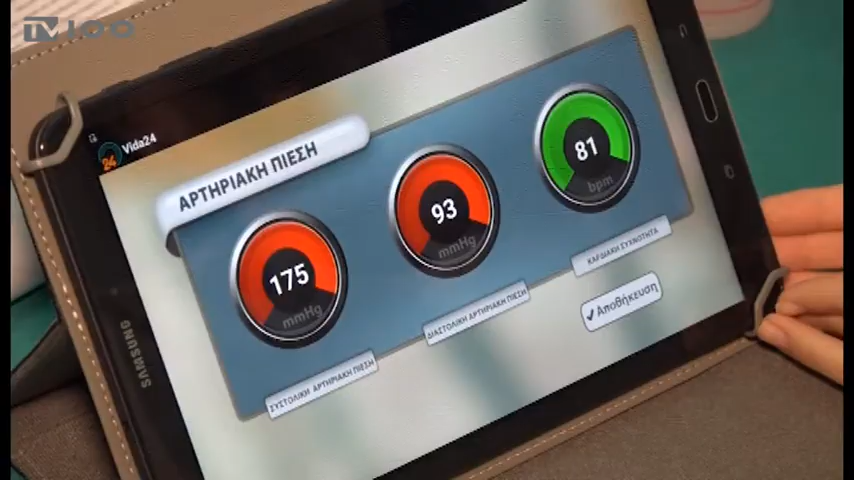 TV100
24 Vida24
ΑΡΤΗΡΙΑΚΗ ΠΙΕΣΗ
175
mmHg
ΣΥΣΤΟΛΙΚΗ ΑΡΤΗΡΙΑΚΗ ΠΙΕΣΗ
93
mmHg
ΔΙΑΣΤΟΛΙΚΗ ΑΡΤΗΡΙΑΚΗ ΠΙΕΣΗ
81
bpm
ΚΑΡΔΙΑΚΗ ΣΥΧΝΟΤΗΤΑ
Αποθήκευση
SAMSUNG